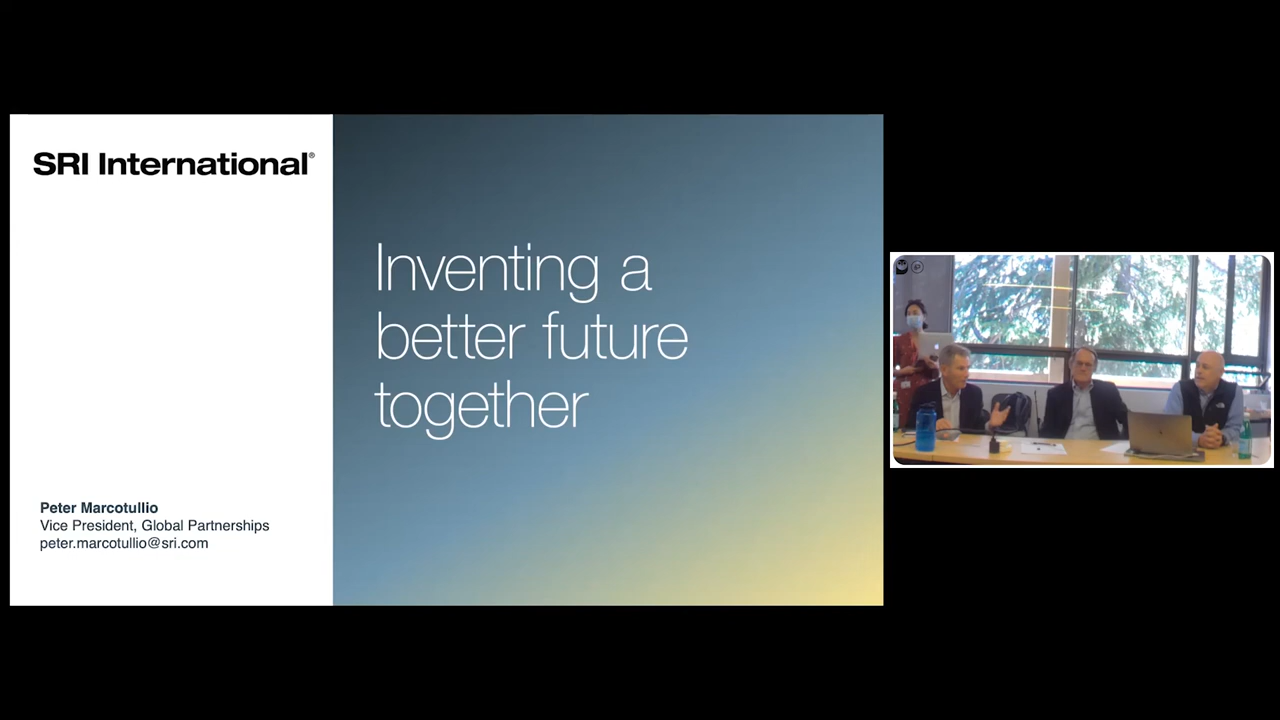 SRI International®
Inventing a
better future
together
Peter Marcotullio
Vice President, Global Partnerships
peter.marcotullio@sri.com